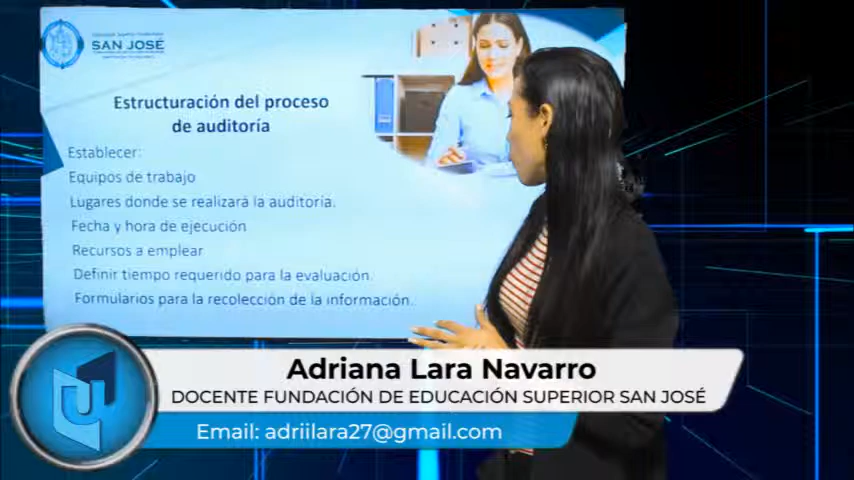 SAN JOSÉ
Estructuración del proceso
de auditoría
Establecer:
Equipos de trabajo
Lugares donde se realizará la auditoría.
Fecha y hora de ejecución
Recursos a emplear
Definir tiempo requerido para la evaluación.
Formularios para la recolección de la información.
Adriana Lara Navarro
DOCENTE FUNDACIÓN DE EDUCACIÓN SUPERIOR SAN JOSÉ
Email: adriilara27@gmail.com